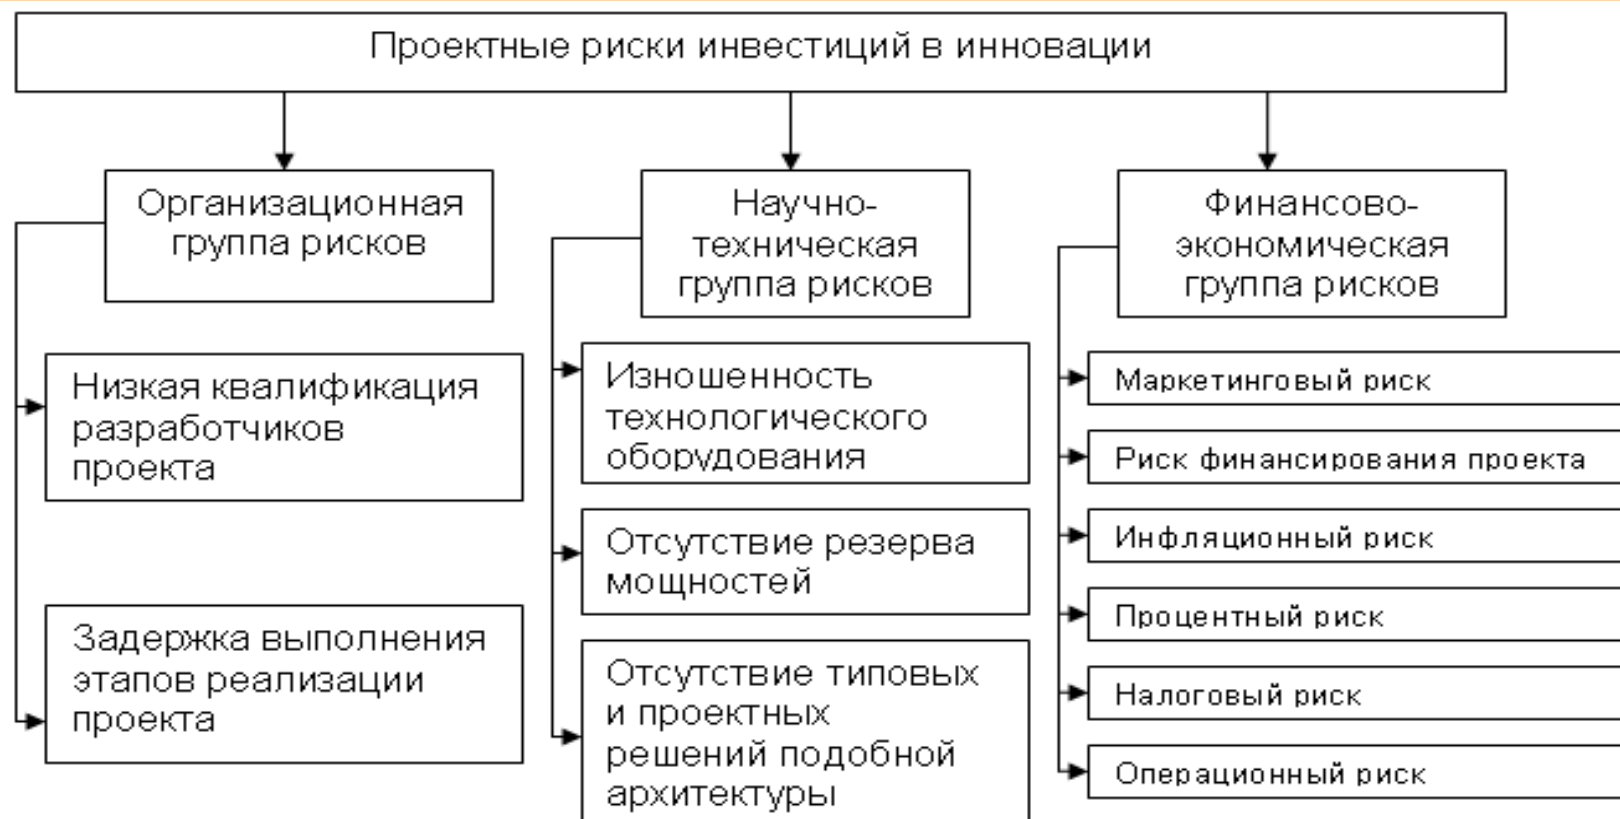 Проектные риски инвестиций в инновации
Организационная
группа рисков
Низкая квалификация
разработчиков
проекта
Задержка выполнения
этапов реализации
проекта
Научно-
техническая
группа рисков
Изношенность
технологического
оборудования
Отсутствие резерва
мощностей
Отсутствие типовых
и проектных
решений подобной
архитектуры
Финансово-
экономическая
группа рисков
Маркетинговый риск
Риск финансирования проекта
Инфляционный риск
Процентный риск
Налоговый риск
Операционный риск